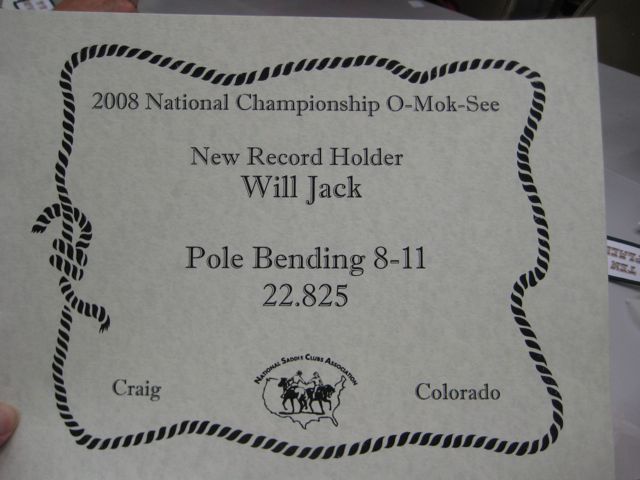 2008 National Championship O-Mok-See
New Record Holder
Will Jack
Pole Bending 8-11
22.825
NATIONAL SADDLE CLUBS ASSOCIATION
Craig
Colorado
TEN